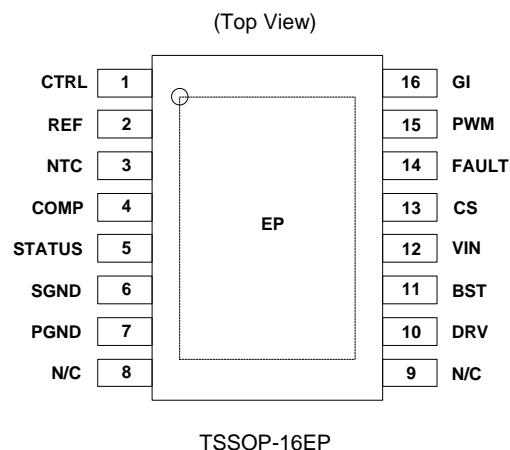 (Top View)
CTRL 1 16 GI
REF 2 15 PWM
NTC 3 14 FAULT
COMP 4 13 CS
EP
STATUS 5 12 VIN
SGND 6 11 BST
PGND 7 10 DRV
N/C 8 9 N/C
TSSOP-16EP